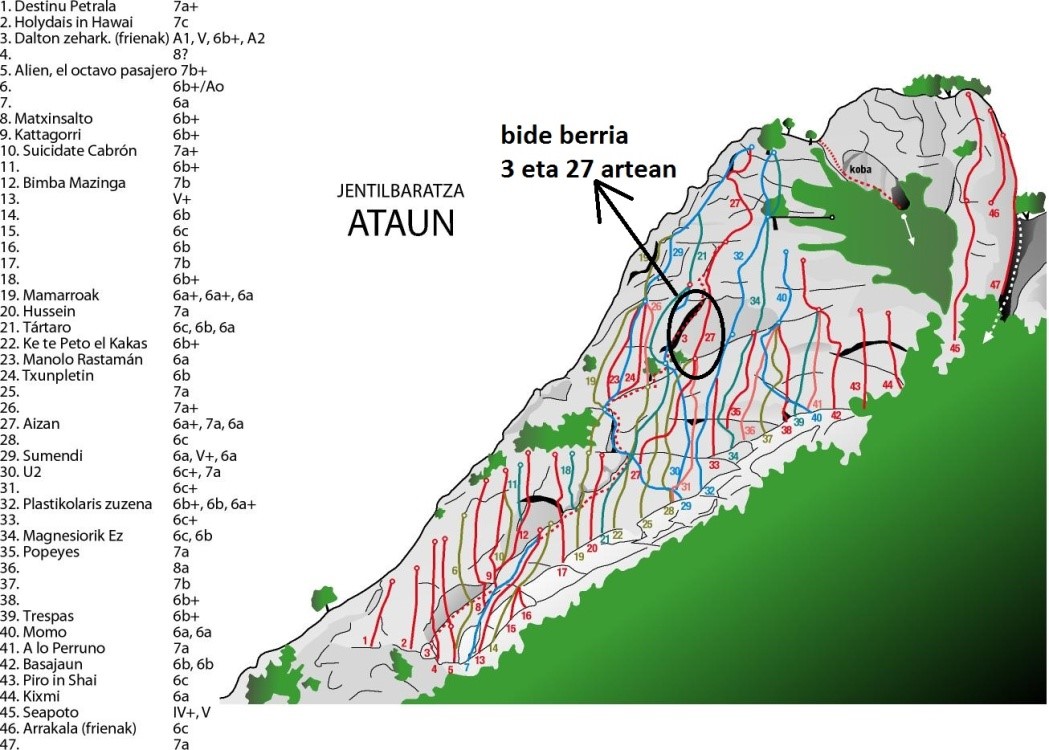 1. Destinu Petrala 7a+
2. Holydais in Hawai 7c
3. Dalton zehark. (frienak) A1, V, 6b+, A2
4. 8?
5. Alien, el octavo pasajero 7b+
6. 6b+/Ao
7. 6a
8. Matxinsalto 6b+
9. Kattagorri 6b+
10. Suicidate Cabrón 7a+
11. 6b+
12. Bimba Mazinga 7b
13. V+
14. 6b
15. 6c
16. 6b
17. 7b
18. 6b+
19. Mamarroak 6a+, 6a+, 6a
20. Hussein 7a
21. Tártaro 6c, 6b, 6a
22. Ke te Peto el Kakas 6b+
23. Manolo Rastamán 6a
24. Txunpletin 6b
25. 7a
26. 7a+
27. Aizan 6a+, 7a, 6a
28. 6c
29. Sumendi 6a, V+, 6a
30. U2 6c+, 7a
31. 6c+
32. Plastikolaris zuzena 6b+, 6b, 6a+
33. 6c+
34. Magnesiorik Ez 6c, 6b
35. Popeyes 7a
36. 8a
37. 7b
38. 6b+
39. Trespas 6b+
40. Momo 6a, 6a
41. A lo Perruno 7a
42. Basajaun 6b, 6b
43. Piro in Shai 6c
44. Kixmi 6a
45. Seapoto IV+, V
46. Arrakala (frienak) 6c
47. 7a
bide berria
3 eta 27 artean
JENTILBARATZA
ATAUN
koba
27
46
19
29
21
32
47
34
40
26
3
27
45
19
23
24
43
44
35
41
42
36
39
40
38
37
34
33
11
18
27
30
31
32
29
28
25
12
22
21
20
10
19
6
17
9
8
16
15
1
2
3
14
13
4
5
7